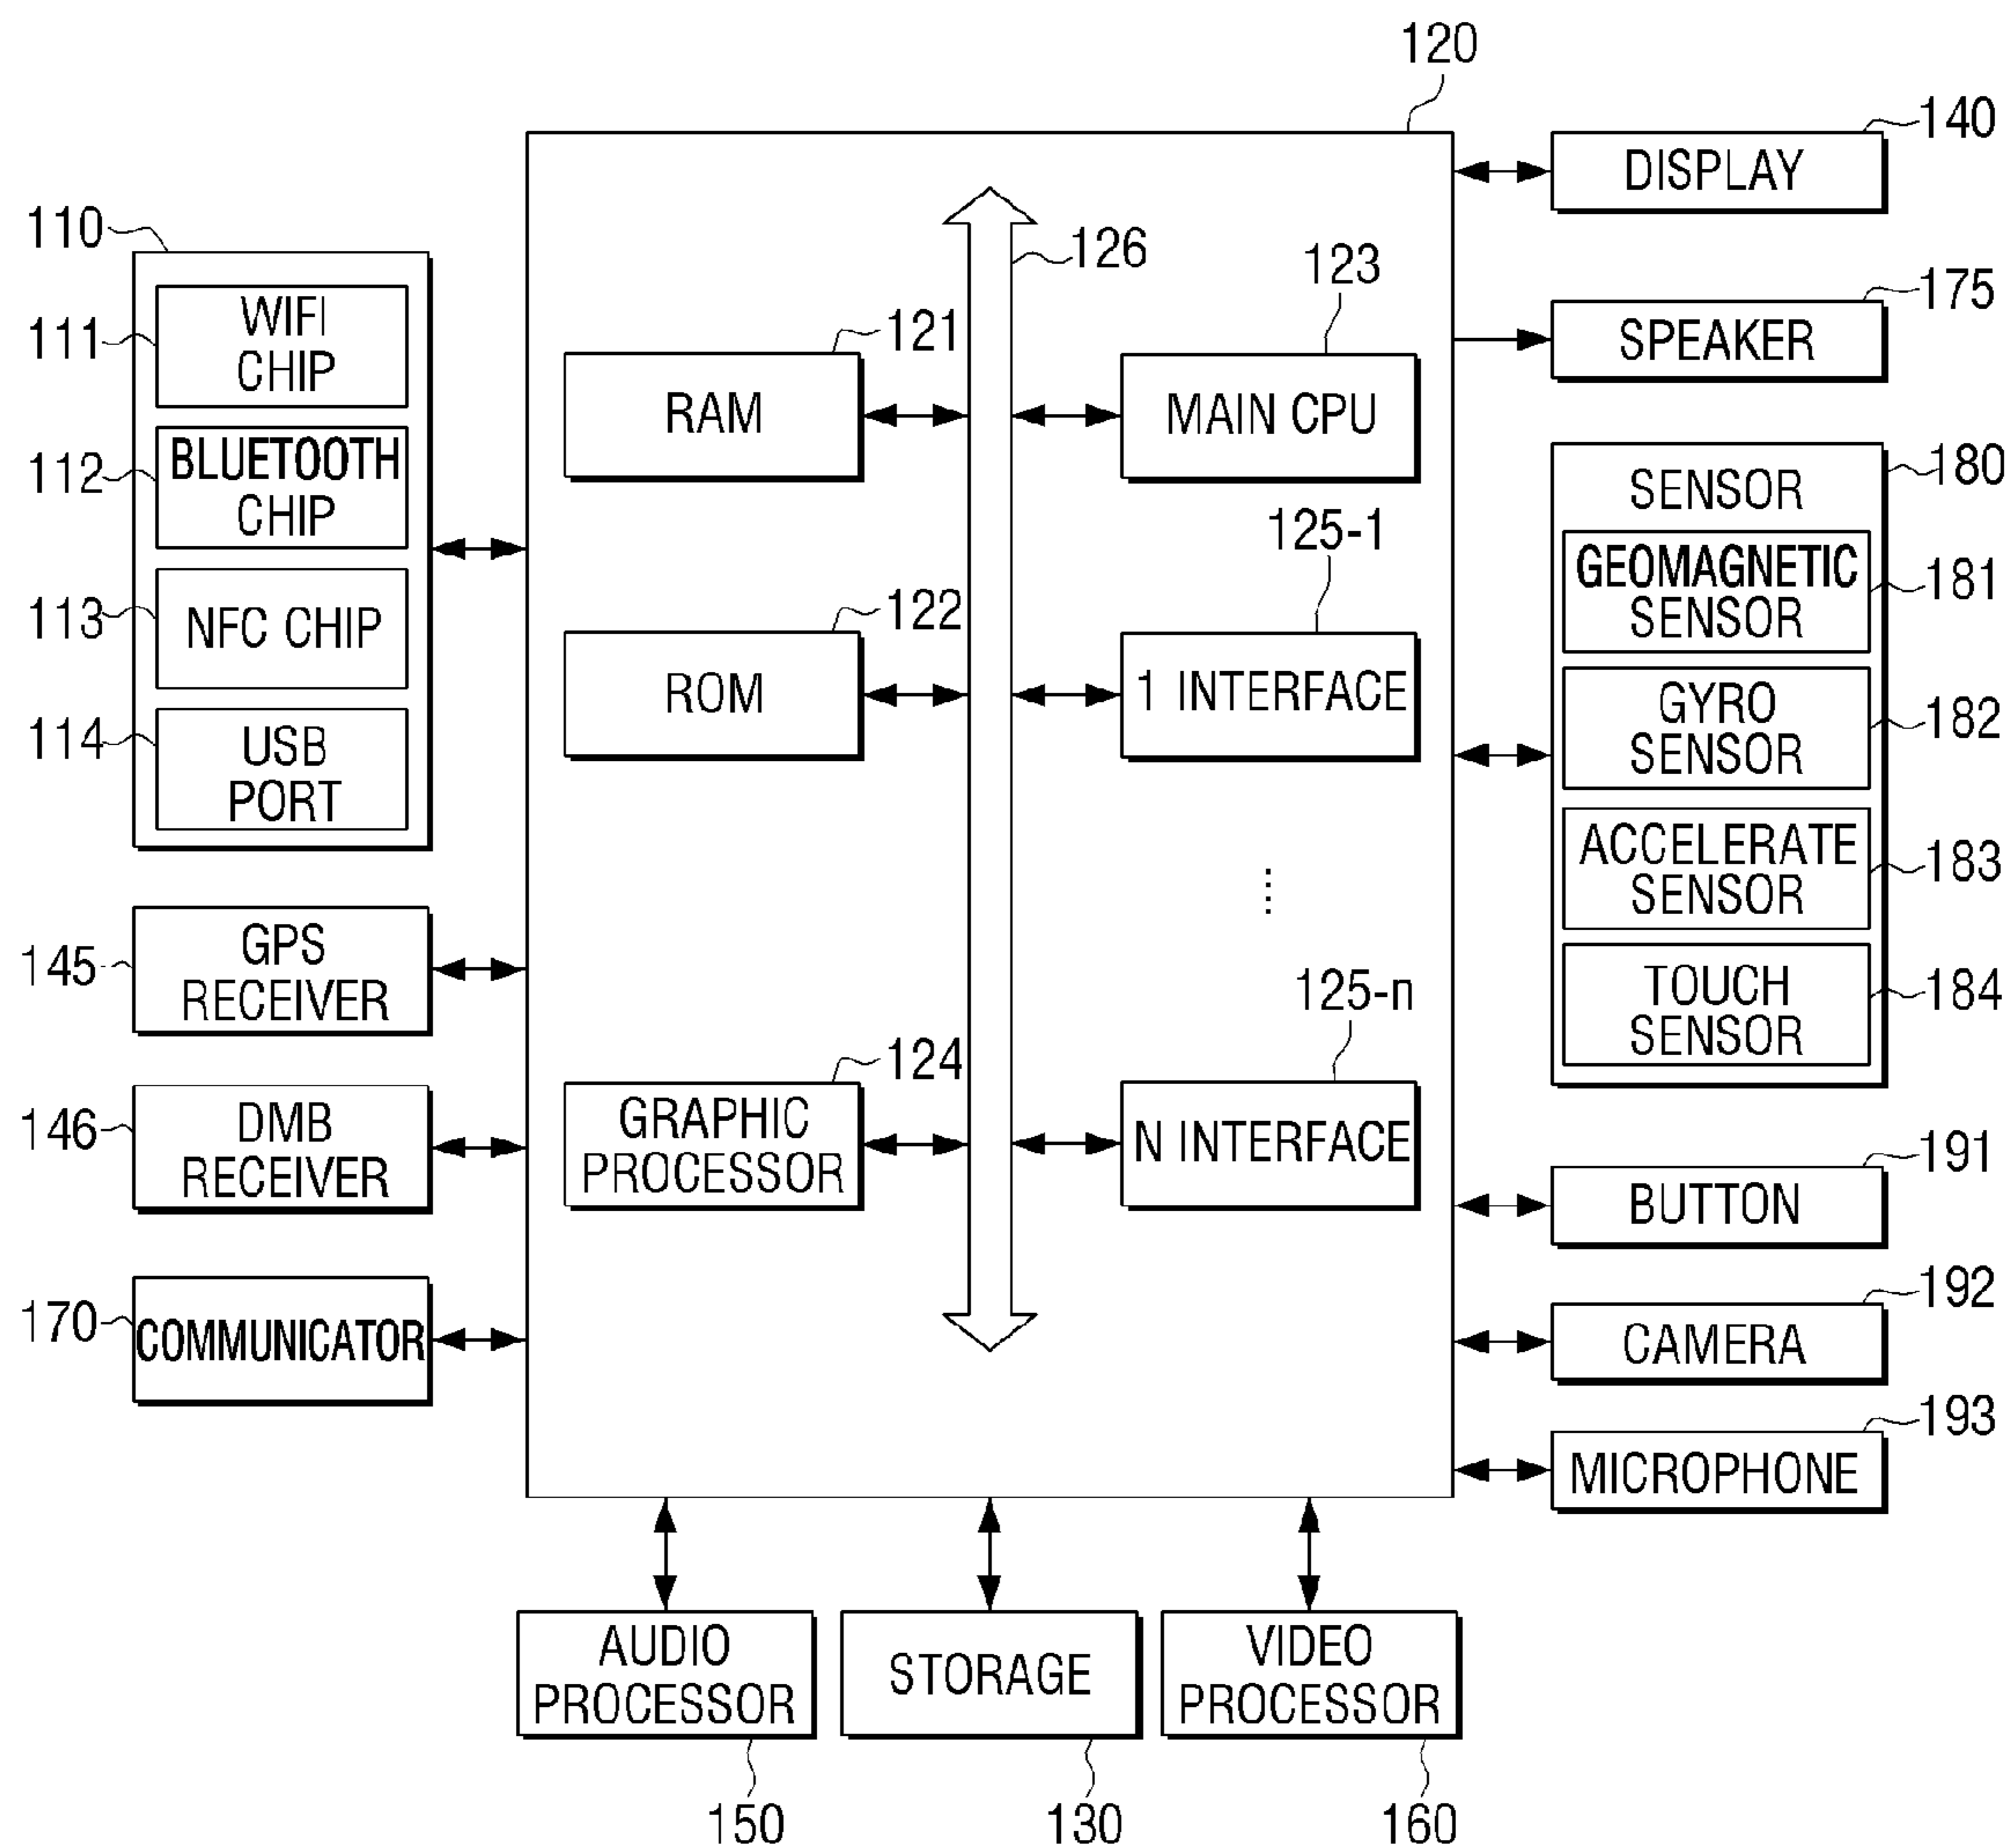 120
140
DISPLAY
110
126
123
175
SPEAKER
111
WIFI
CHIP
121
RAM
MAIN CPU
112
BLUETOOTH
CHIP
180
SENSOR
125-1
181
GEOMAGNETIC
SENSOR
113
NFC CHIP
122
ROM
1 INTERFACE
182
GYRO
SENSOR
114
USB
PORT
183
ACCELERATE
SENSOR
⋮
145
GPS
RECEIVER
125-n
184
TOUCH
SENSOR
124
GRAPHIC
PROCESSOR
N INTERFACE
146
DMB
RECEIVER
191
BUTTON
170
COMMUNICATOR
192
CAMERA
193
MICROPHONE
AUDIO
PROCESSOR
STORAGE
VIDEO
PROCESSOR
150
130
160